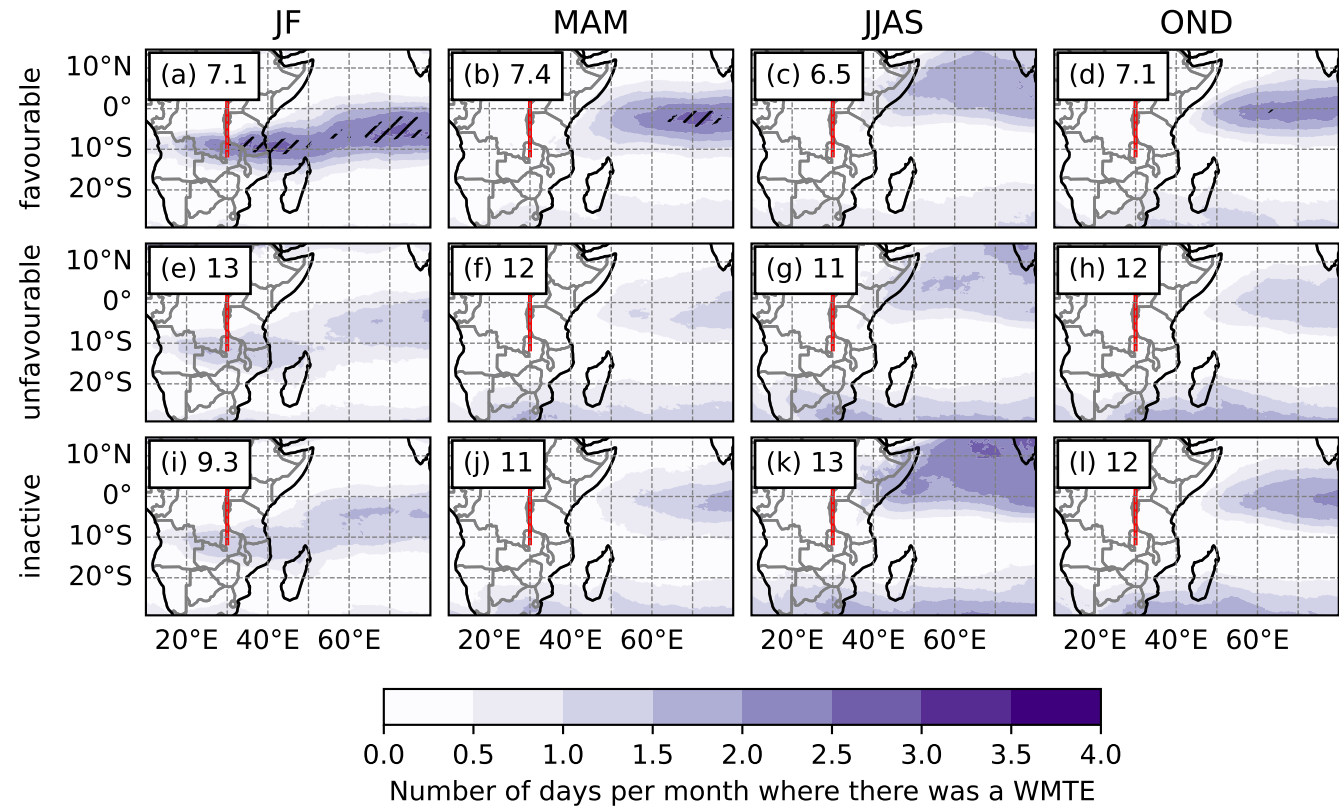 JF MAM JJAS OND
favourable
10°N
0°
10°S
20°S
(a) 7.1
(b) 7.4
(c) 6.5
(d) 7.1
unfavourable
10°N
0°
10°S
20°S
(e) 13
(f) 12
(g) 11
(h) 12
inactive
10°N
0°
10°S
20°S
(i) 9.3
(j) 11
(k) 13
(l) 12
20°E 40°E 60°E 20°E 40°E 60°E 20°E 40°E 60°E 20°E 40°E 60°E
0.0 0.5 1.0 1.5 2.0 2.5 3.0 3.5 4.0
Number of days per month where there was a WMTE